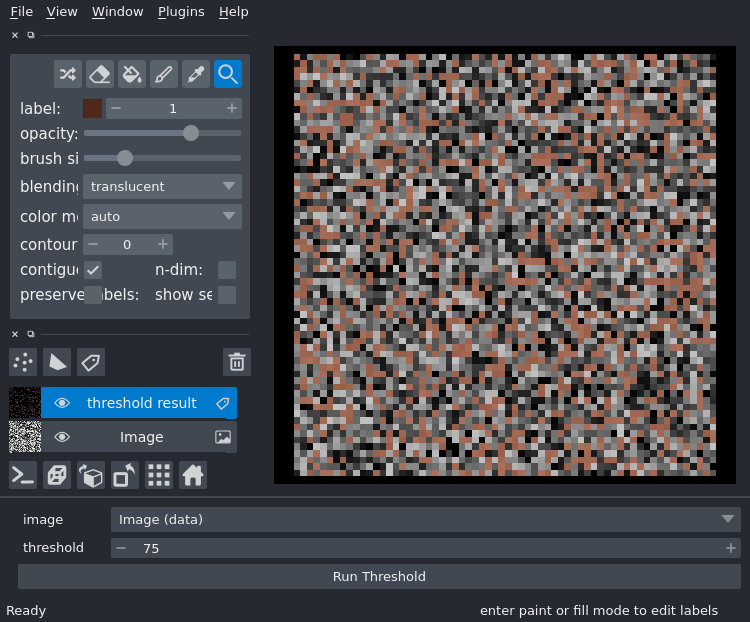 File View Window Plugins Help
label: 1
opacity:
brush si
blending translucent
color m auto
contour 0
contigu n-dim:
preserve abels: show se
threshold result
Image
image Image (data)
threshold 75
Run Threshold
Ready enter paint or fill mode to edit labels